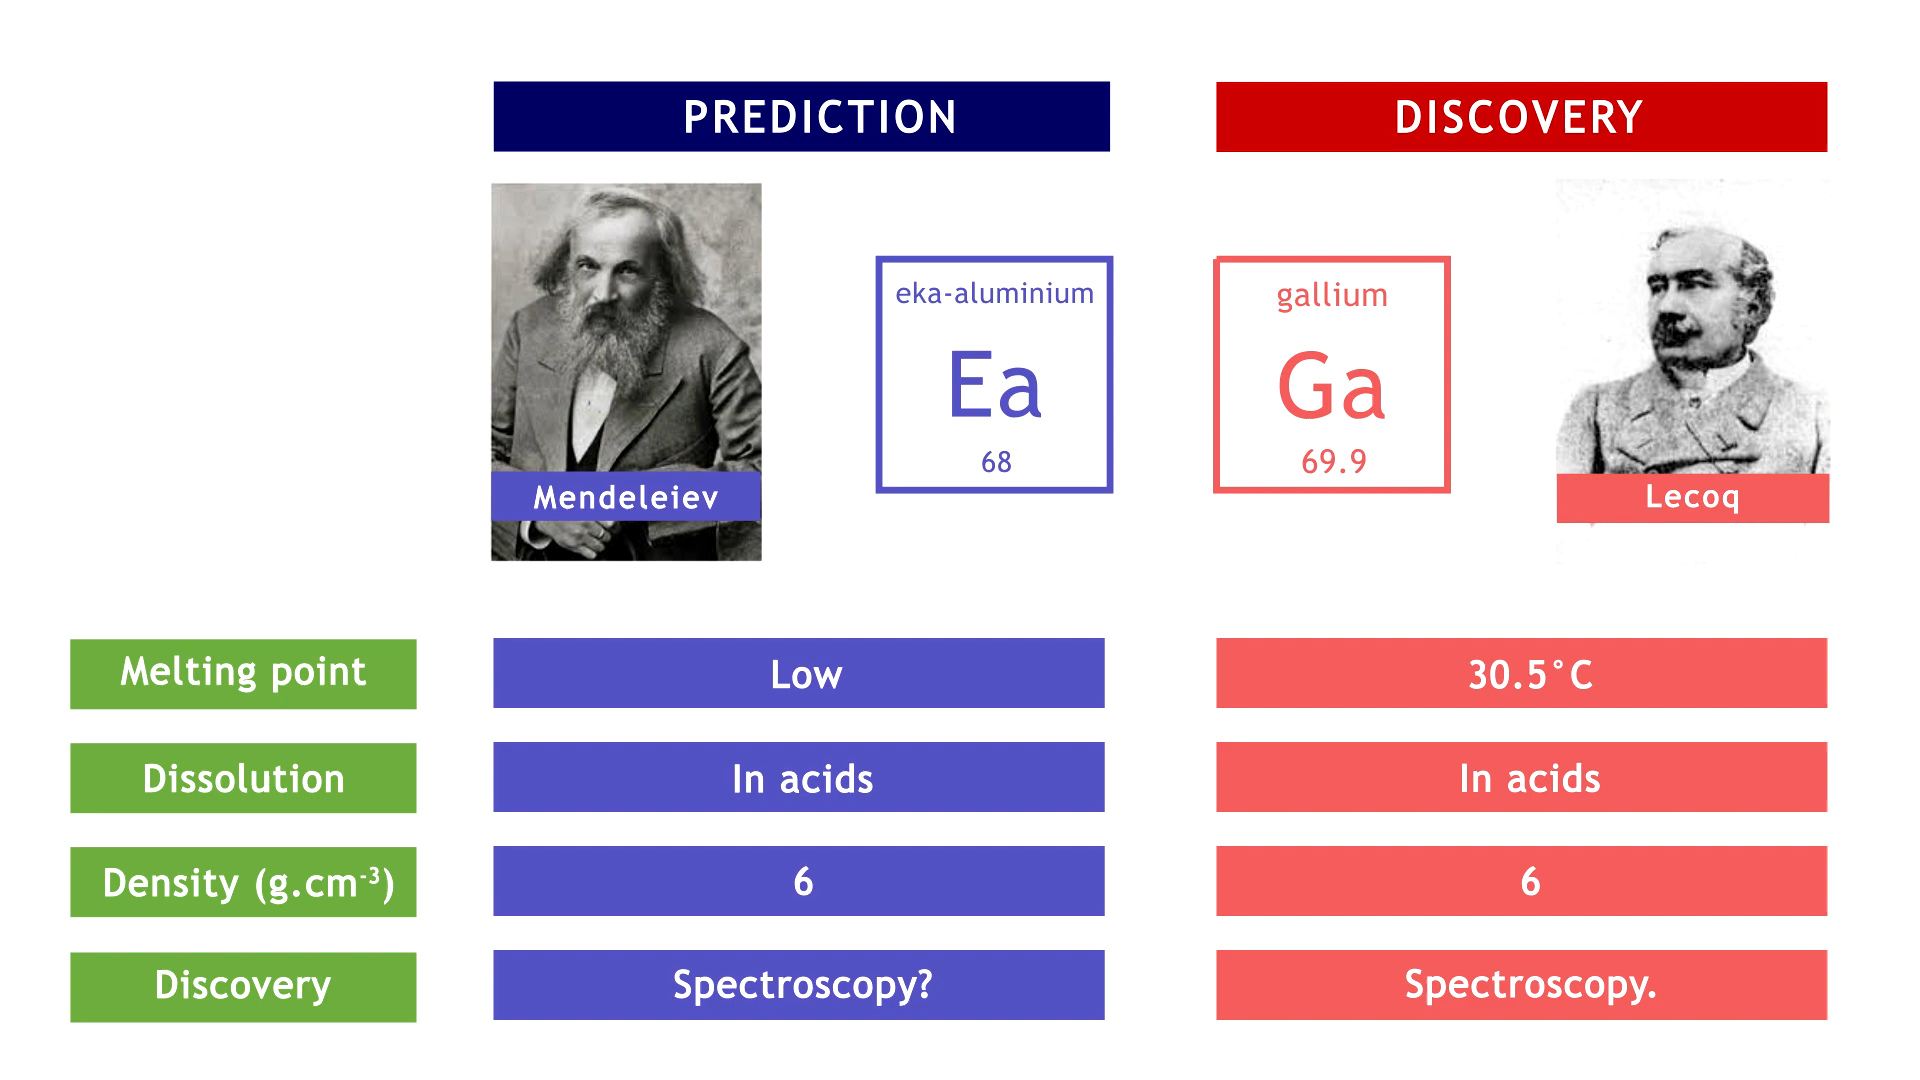 PREDICTION
DISCOVERY
eka-aluminium
Ea
68
Mendeleiev
gallium
Ga
69.9
Lecoq
Melting point
Low
30.5°C
Dissolution
In acids
In acids
Density (g.cm⁻³)
6
6
Discovery
Spectroscopy?
Spectroscopy.